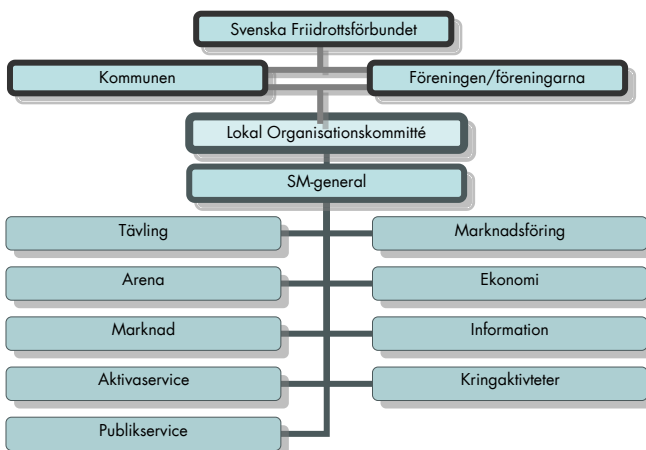 Svenska Friidrottsförbundet
Kommunen
Föreningen/föreningarna
Lokal Organisationskommitté
SM-general
Tävling
Marknadsföring
Arena
Ekonomi
Marknad
Information
Aktivaservice
Kringaktivteter
Publikservice